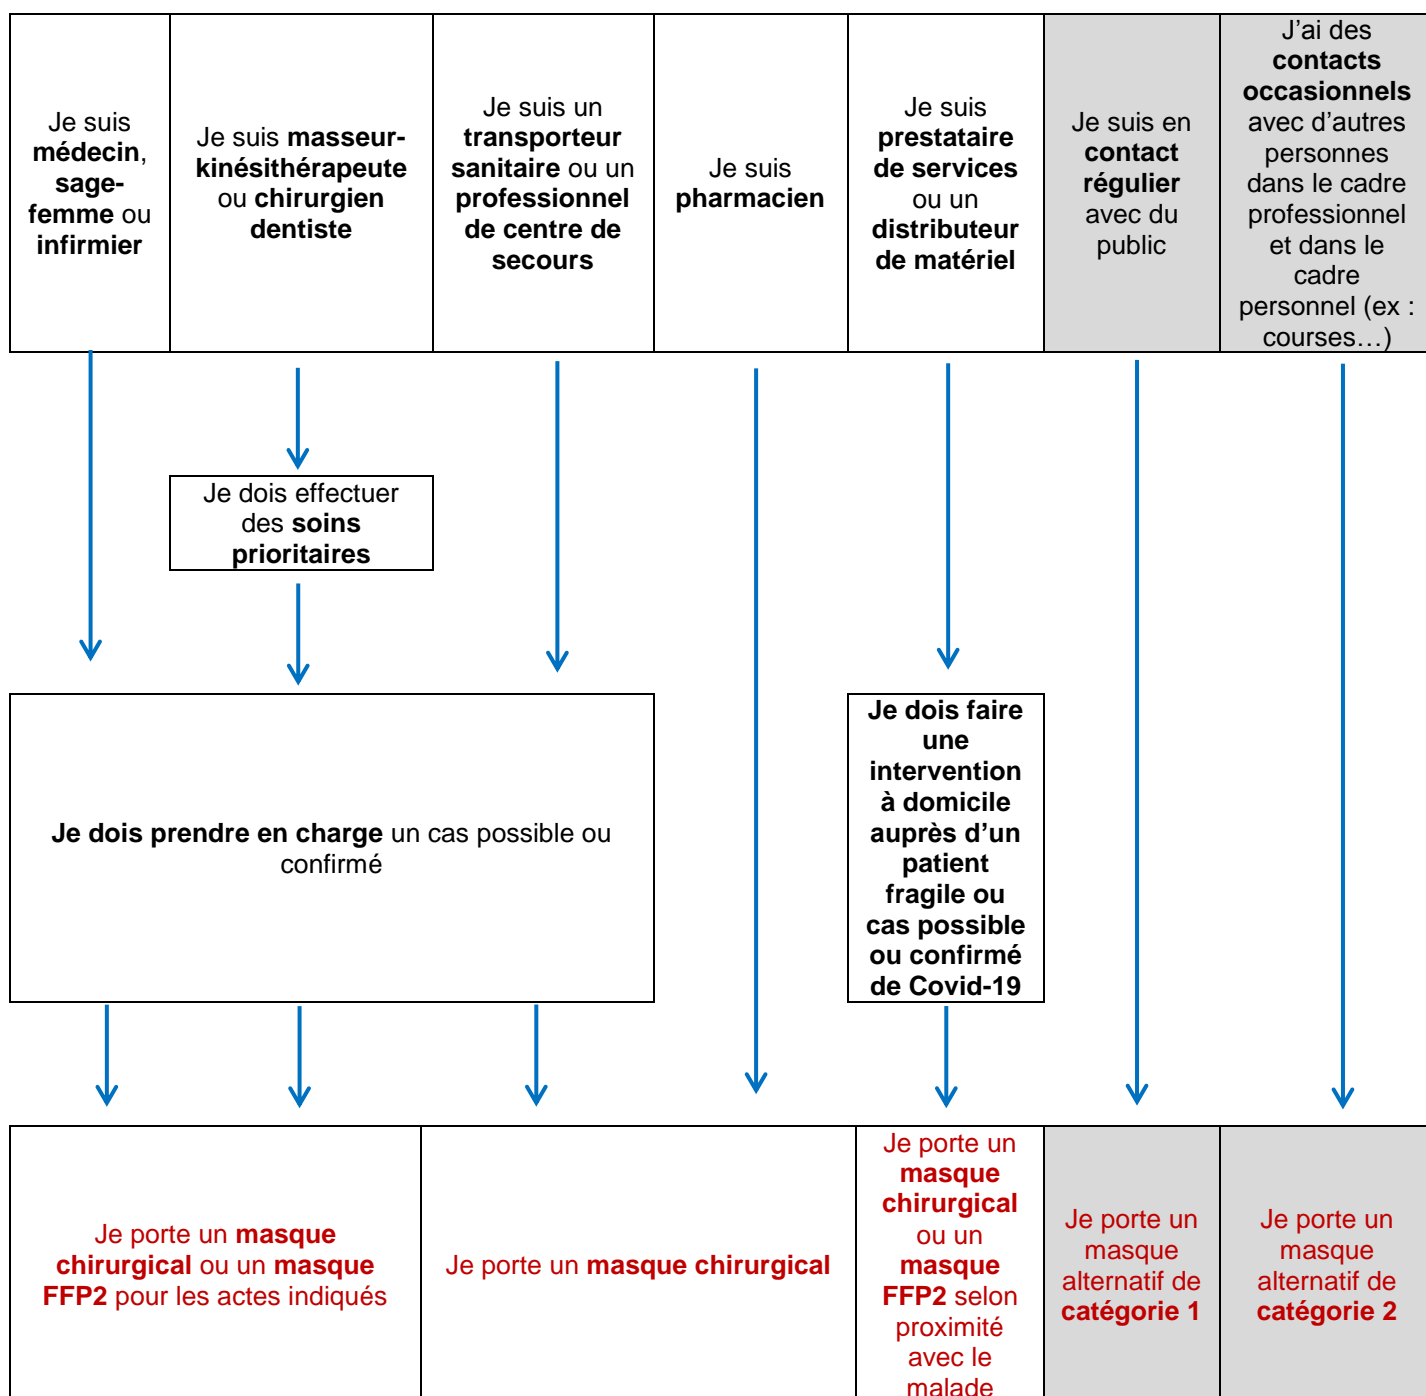 Je suis
médecin,
sage-
femme ou
infirmier
Je suis masseur-
kinésithérapeute
ou chirurgien
dentiste
Je suis un
transporteur
sanitaire ou un
professionnel
de centre de
secours
Je suis
pharmacien
Je suis
prestataire
de services
ou un
distributeur
de matériel
Je suis en
contact
régulier
avec du
public
J’ai des
contacts
occasionnels
avec d’autres
personnes
dans le cadre
professionnel
et dans le
cadre
personnel (ex :
courses…)
Je dois effectuer
des soins
prioritaires
Je dois prendre en charge un cas possible ou
confirmé
Je dois faire
une
intervention
à domicile
auprès d’un
patient
fragile ou
cas possible
ou confirmé
de Covid-19
Je porte un masque
chirurgical ou un masque
FFP2 pour les actes indiqués
Je porte un masque chirurgical
Je porte un
masque
chirurgical
ou un
masque
FFP2 selon
proximité
avec le
malade
Je porte un
masque
alternatif de
catégorie 1
Je porte un
masque
alternatif de
catégorie 2